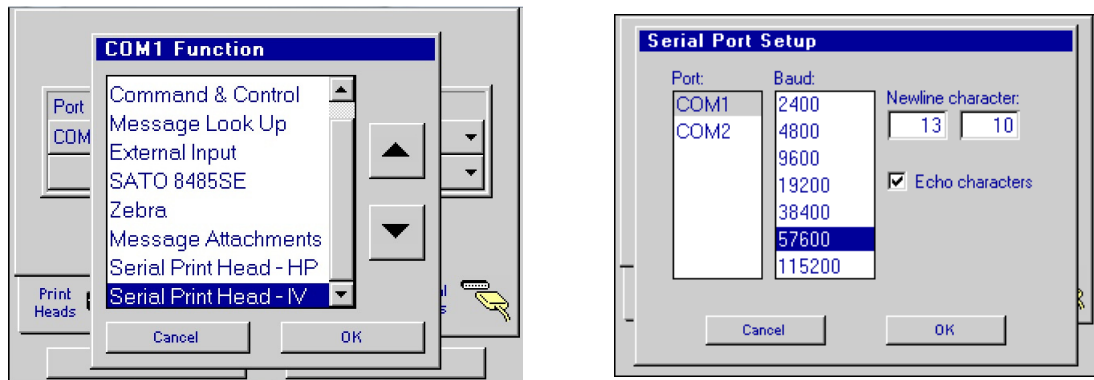 COM1 Function
Port
COM
Command & Control
Message Look Up
External Input
SATO 8485SE
Zebra
Message Attachments
Serial Print Head - HP
Serial Print Head - IV
Print
Heads
Cancel
OK
Serial Port Setup
Port:
COM1
COM2
Baud:
2400
4800
9600
19200
38400
57600
115200
Newline character:
13 10
Echo characters
Cancel
OK